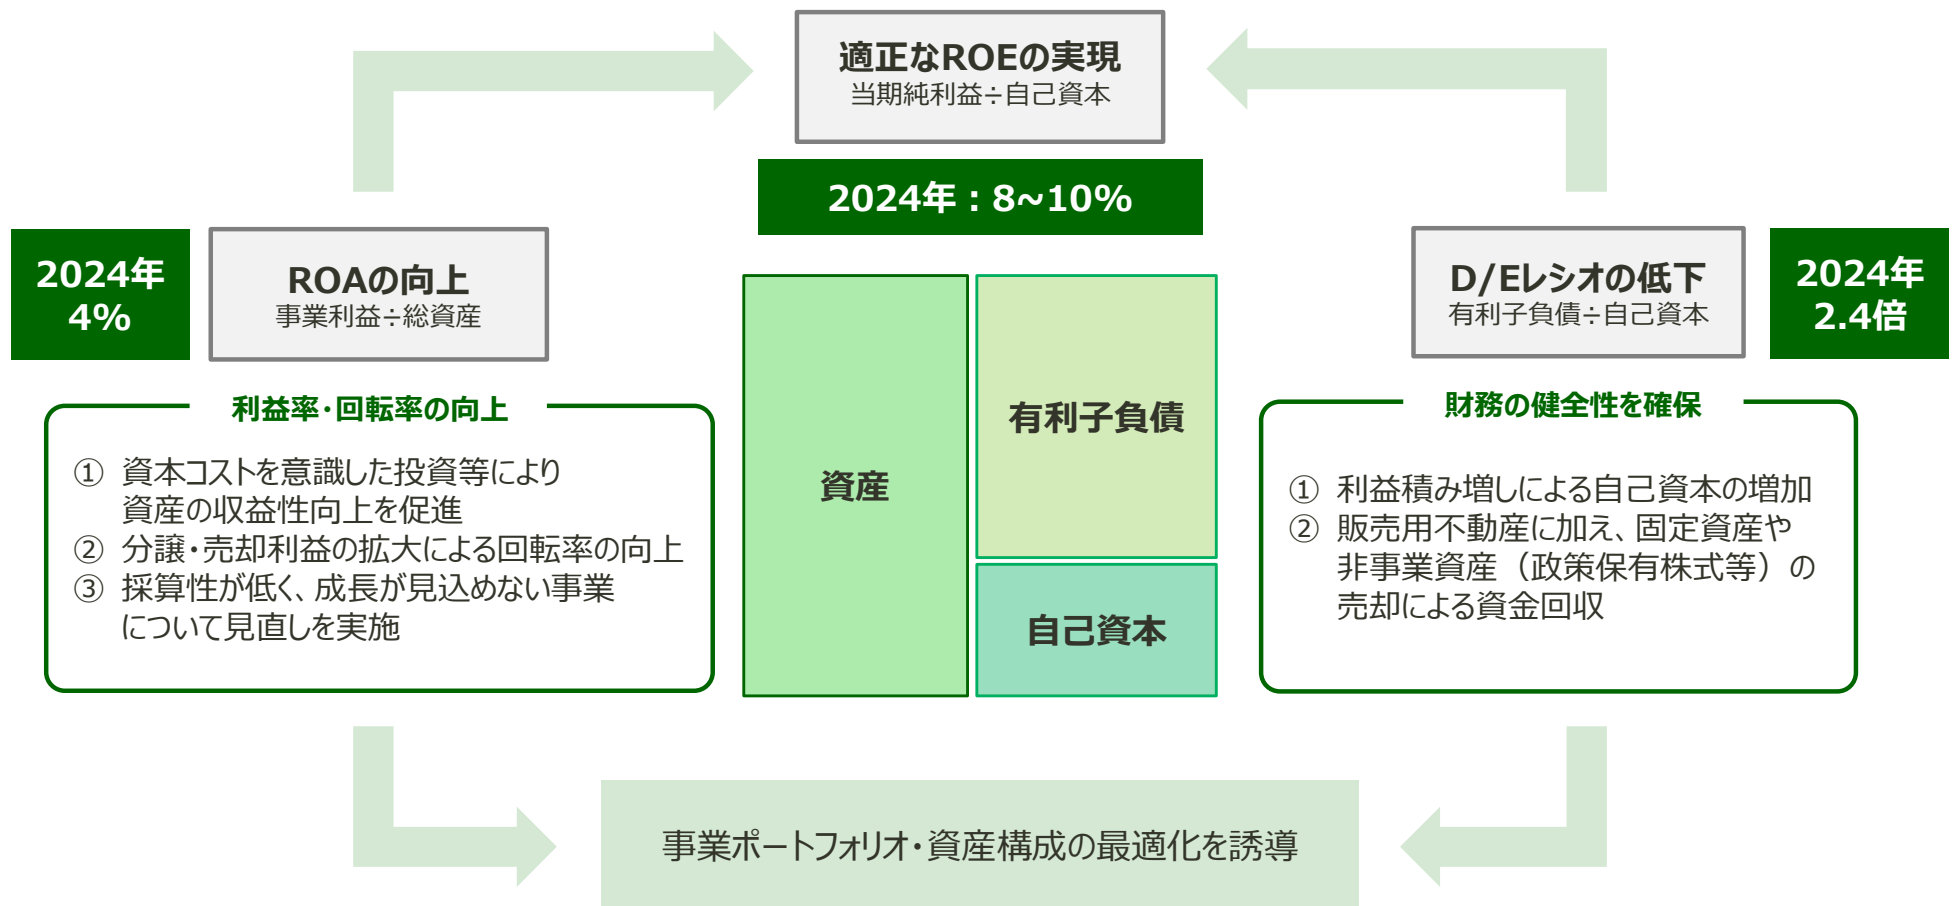 適正なROEの実現
当期純利益÷自己資本
2024年：8~10%
2024年
4%
ROAの向上
事業利益÷総資産
利益率・回転率の向上
① 資本コストを意識した投資等により
資産の収益性向上を促進
② 分譲・売却利益の拡大による回転率の向上
③ 採算性が低く、成長が見込めない事業
について見直しを実施
資産
有利子負債
自己資本
D/Eレシオの低下
有利子負債÷自己資本
2024年
2.4倍
財務の健全性を確保
① 利益積み増しによる自己資本の増加
② 販売用不動産に加え、固定資産や
非事業資産（政策保有株式等）の
売却による資金回収
事業ポートフォリオ・資産構成の最適化を誘導